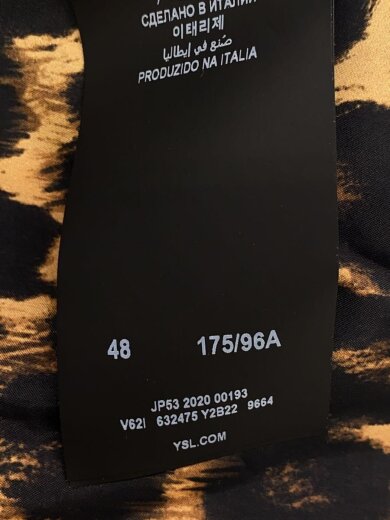 СДЕЛАНО В ИТАЛИИ
이태리제
صنع في إيطاليا
PRODUZIDO NA ITALIA
48 175/96A
JP53 2020 00193
V62I 632475 Y2B22 9664
YSL.COM